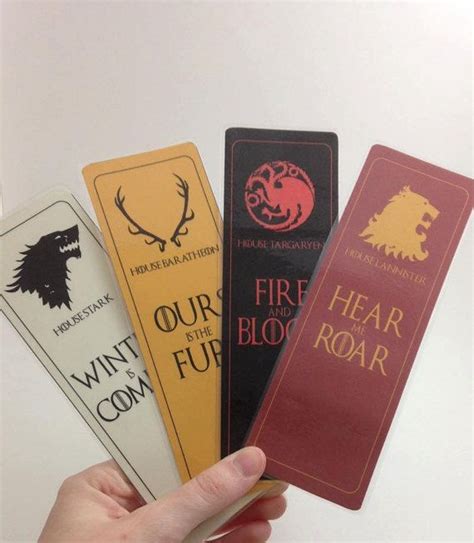 HOUSE STARK
WINT
IS
COM
HOUSE BARATHEON
OURS
IS THE
FUR
HOUSE TARGARYEN
FIRE
AND
BLOO
HOUSE LANNISTER
HEAR
ME
ROAR